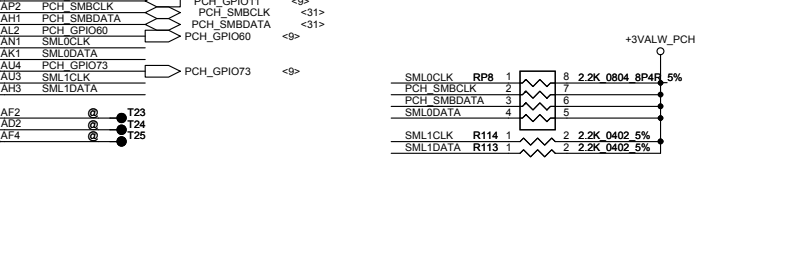 PCH_GPIO11 <9>
AP2 PCH_SMBCLK PCH_SMBCLK <31>
AH1 PCH_SMBDATA PCH_SMBDATA <31>
AL2 PCH_GPIO60 PCH_GPIO60 <9>
AN1 SML0CLK
AK1 SML0DATA
AU4 PCH_GPIO73 PCH_GPIO73 <9>
AU3 SML1CLK
AH3 SML1DATA
AF2 @ T23
AD2 @ T24
AF4 @ T25
+3VALW_PCH
SML0CLK RP8 1 8 2.2K_0804_8P4R_5%
PCH_SMBCLK 2 7
PCH_SMBDATA 3 6
SML0DATA 4 5
SML1CLK R114 1 2 2.2K_0402_5%
SML1DATA R113 1 2 2.2K_0402_5%